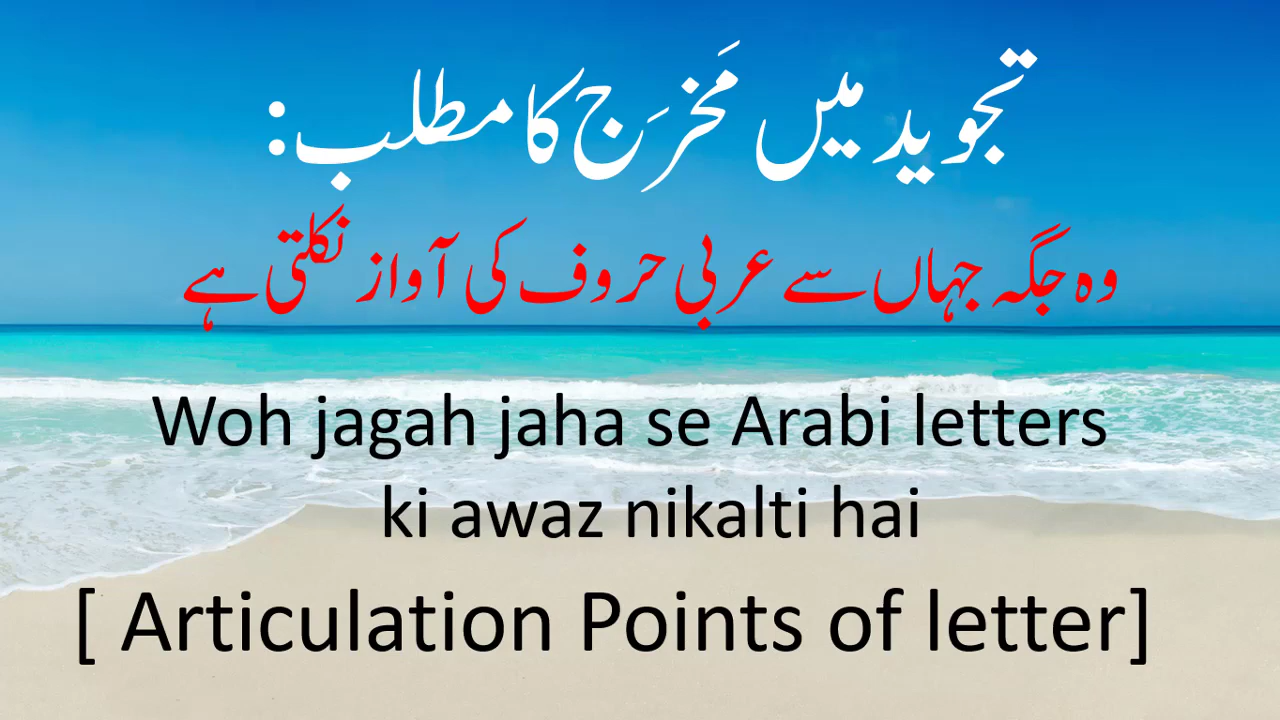 تجوید میں مَخرَج کا مطلب:
وہ جگہ جہاں سے عربی حروف کی آواز نکلتی ہے
Woh jagah jaha se Arabi letters
ki awaz nikalti hai
[ Articulation Points of letter]